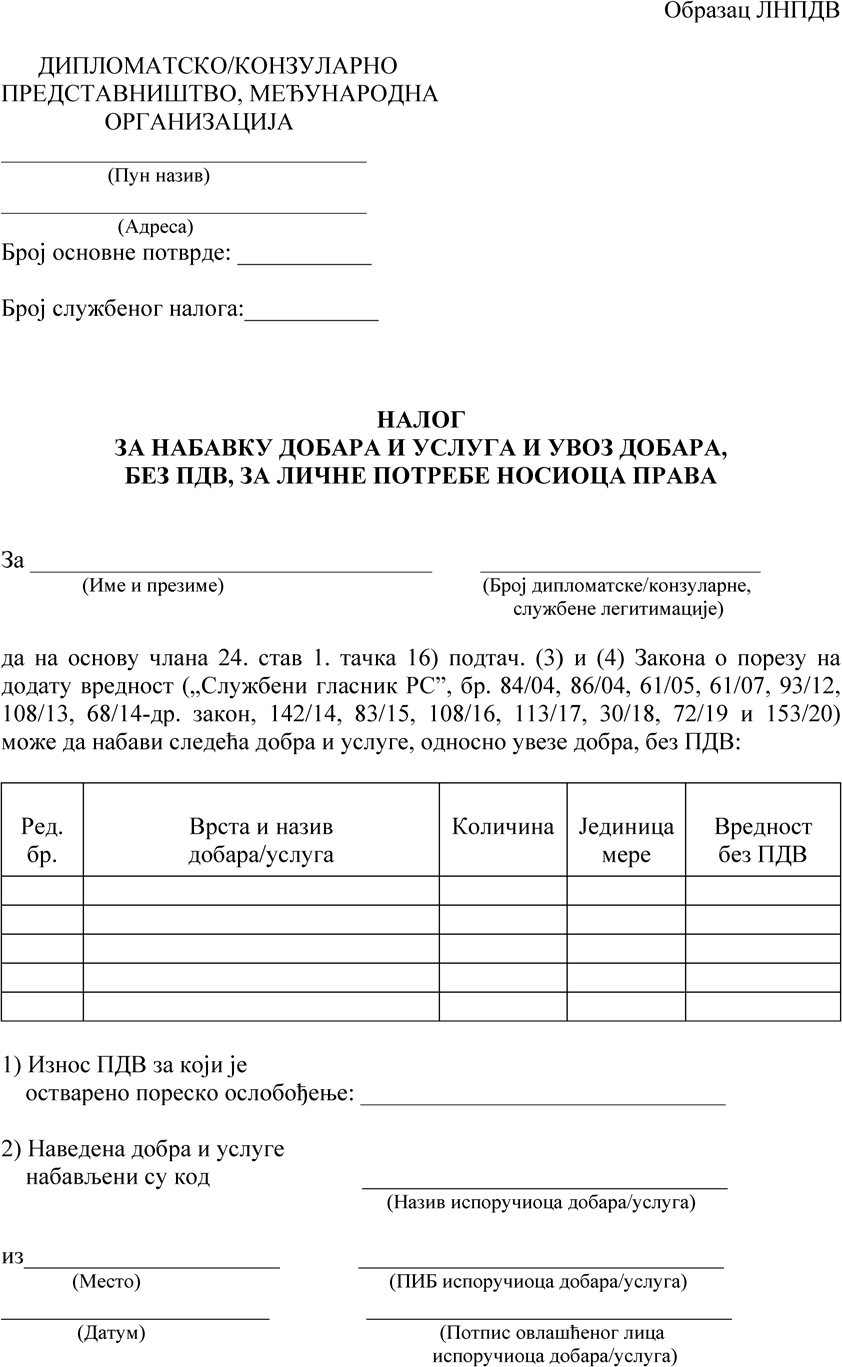 Образац ЛНПДВ
ДИПЛОМАТСКО/КОНЗУЛАРНО
ПРЕДСТАВНИШТВО, МЕЂУНАРОДНА
ОРГАНИЗАЦИЈА
(Пун назив)
(Адреса)
Број основне потврде:
Број службеног налога:
НАЛОГ
ЗА НАБАВКУ ДОБАРА И УСЛУГА И УВОЗ ДОБАРА,
БЕЗ ПДВ, ЗА ЛИЧНЕ ПОТРЕБЕ НОСИОЦА ПРАВА
За
(Име и презиме) (Број дипломатске/конзуларне,
службене легитимације)
да на основу члана 24. став 1. тачка 16) подтач. (3) и (4) Закона о порезу на
додату вредност („Службени гласник РС”, бр. 84/04, 86/04, 61/05, 61/07, 93/12,
108/13, 68/14-др. закон, 142/14, 83/15, 108/16, 113/17, 30/18, 72/19 и 153/20)
може да набави следећа добра и услуге, односно увезе добра, без ПДВ:
Ред. Врста и назив Количина Јединица Вредност
бр. добара/услуга мере без ПДВ
1) Износ ПДВ за који је
остварено пореско ослобођење:
2) Наведена добра и услуге
набављени су код
(Назив испоручиоца добара/услуга)
из
(Место) (ПИБ испоручиоца добара/услуга)
(Датум) (Потпис овлашћеног лица
испоручиоца добара/услуга)